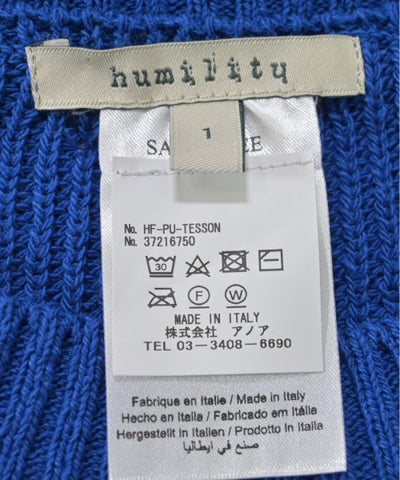 humility
1
No. HF-PU-TESSON
No. 37216750
30
F W
MADE IN ITALY
株式会社 アノア
TEL 03-3408-6690
Fabrique en Italie / Made in Italy
Hecho en Italia / Fabricado em Itália
Hergestellt in Italien / Prodotto in Italia
صنع في إيطاليا